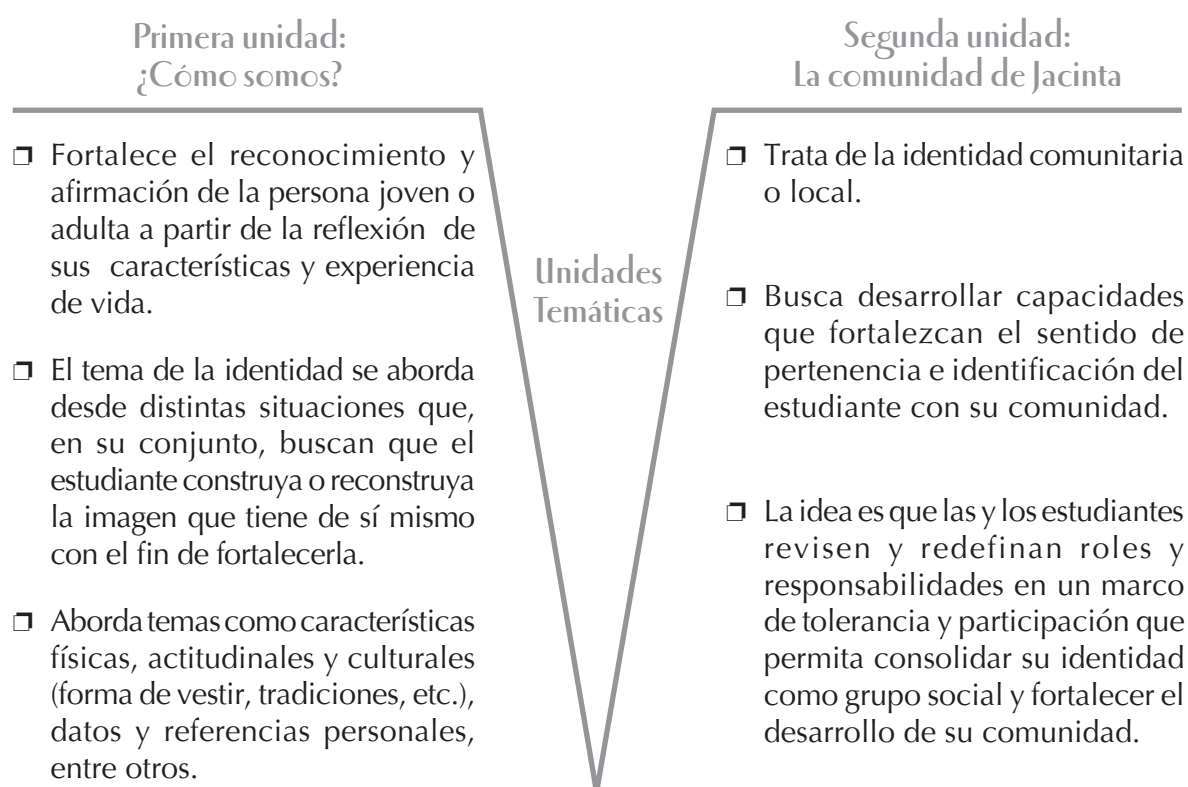 Primera unidad:
¿Cómo somos?
❐ Fortalece el reconocimiento y
afirmación de la persona joven o
adulta a partir de la reflexión de
sus características y experiencia
de vida.
❐ El tema de la identidad se aborda
desde distintas situaciones que,
en su conjunto, buscan que el
estudiante construya o reconstruya
la imagen que tiene de sí mismo
con el fin de fortalecerla.
❐ Aborda temas como características
físicas, actitudinales y culturales
(forma de vestir, tradiciones, etc.),
datos y referencias personales,
entre otros.
Unidades
Temáticas
Segunda unidad:
La comunidad de Jacinta
❐ Trata de la identidad comunitaria
o local.
❐ Busca desarrollar capacidades
que fortalezcan el sentido de
pertenencia e identificación del
estudiante con su comunidad.
❐ La idea es que las y los estudiantes
revisen y redefinan roles y
responsabilidades en un marco
de tolerancia y participación que
permita consolidar su identidad
como grupo social y fortalecer el
desarrollo de su comunidad.